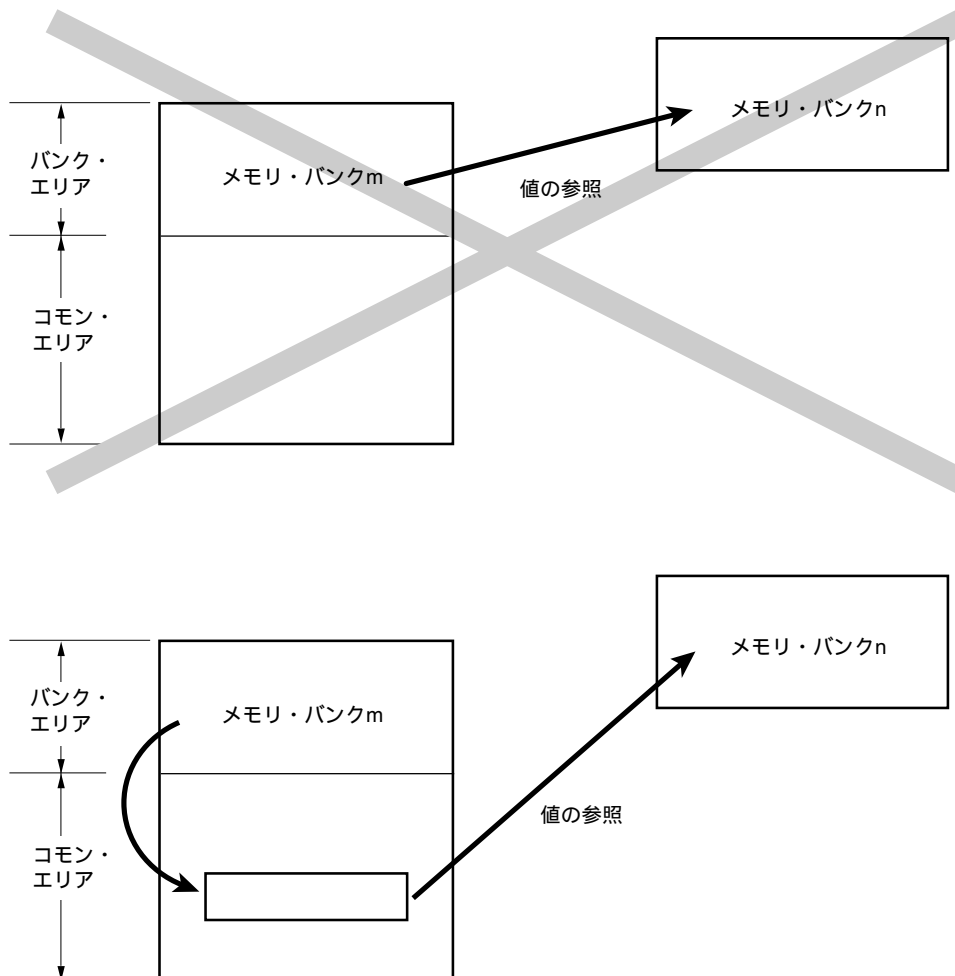 メモリ・バンクn
バンク・
エリア
メモリ・バンクm
値の参照
コモン・
エリア
メモリ・バンクn
バンク・
エリア
メモリ・バンクm
値の参照
コモン・
エリア